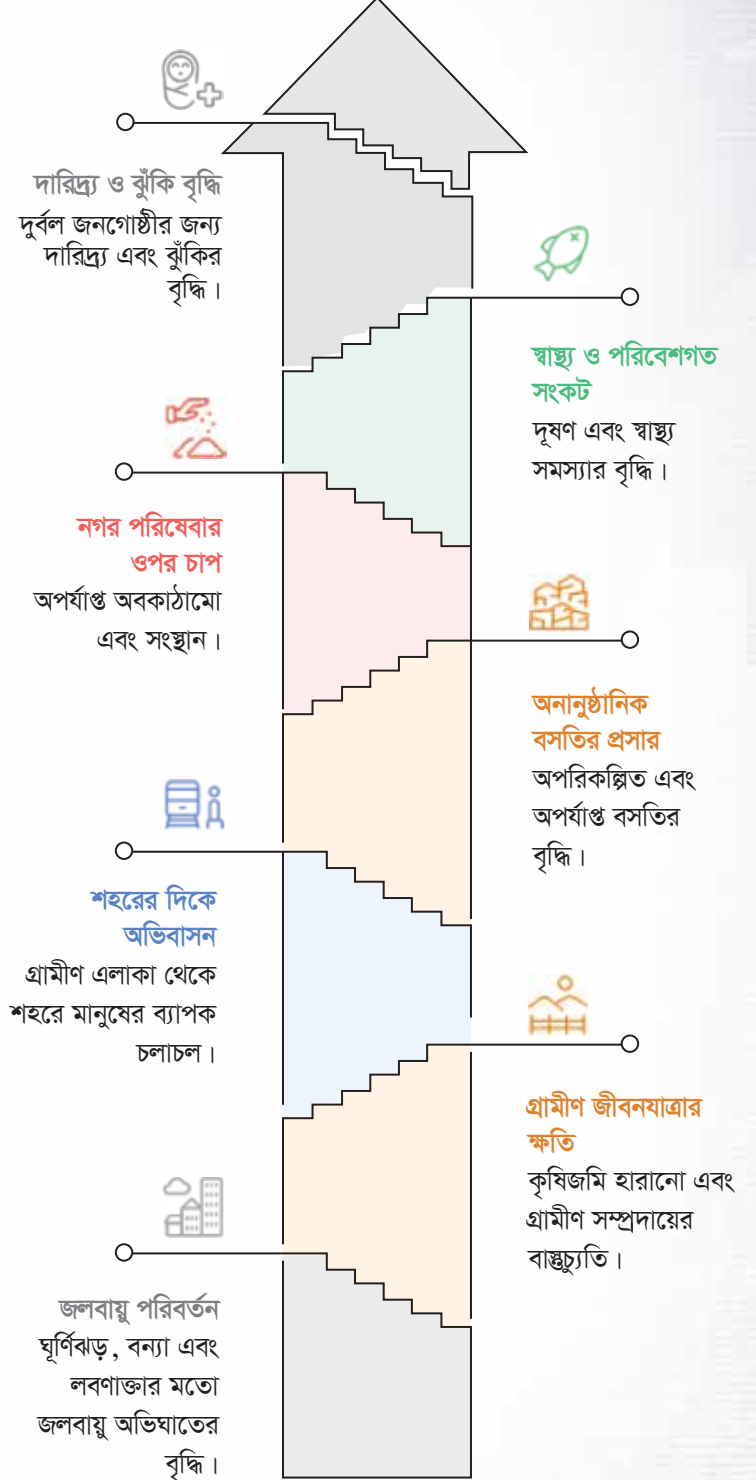 দারিদ্র্য ও ঝুঁকি বৃদ্ধি
দুর্বল জনগোষ্ঠীর জন্য
দারিদ্র্য এবং ঝুঁকির
বৃদ্ধি।
স্বাস্থ্য ও পরিবেশগত
সংকট
দূষণ এবং স্বাস্থ্য
সমস্যার বৃদ্ধি।
নগর পরিষেবার
ওপর চাপ
অপর্যাপ্ত অবকাঠামো
এবং সংস্থান।
অনানুষ্ঠানিক
বসতির প্রসার
অপরিকল্পিত এবং
অপর্যাপ্ত বসতির
বৃদ্ধি।
শহরের দিকে
অভিবাসন
গ্রামীণ এলাকা থেকে
শহরে মানুষের ব্যাপক
চলাচল।
গ্রামীণ জীবনযাত্রার
ক্ষতি
কৃষিজমি হারানো এবং
গ্রামীণ সম্প্রদায়ের
বাস্তুচ্যুতি।
জলবায়ু পরিবর্তন
ঘূর্ণিঝড়, বন্যা এবং
লবণাক্তার মতো
জলবায়ু অভিঘাতের
বৃদ্ধি।